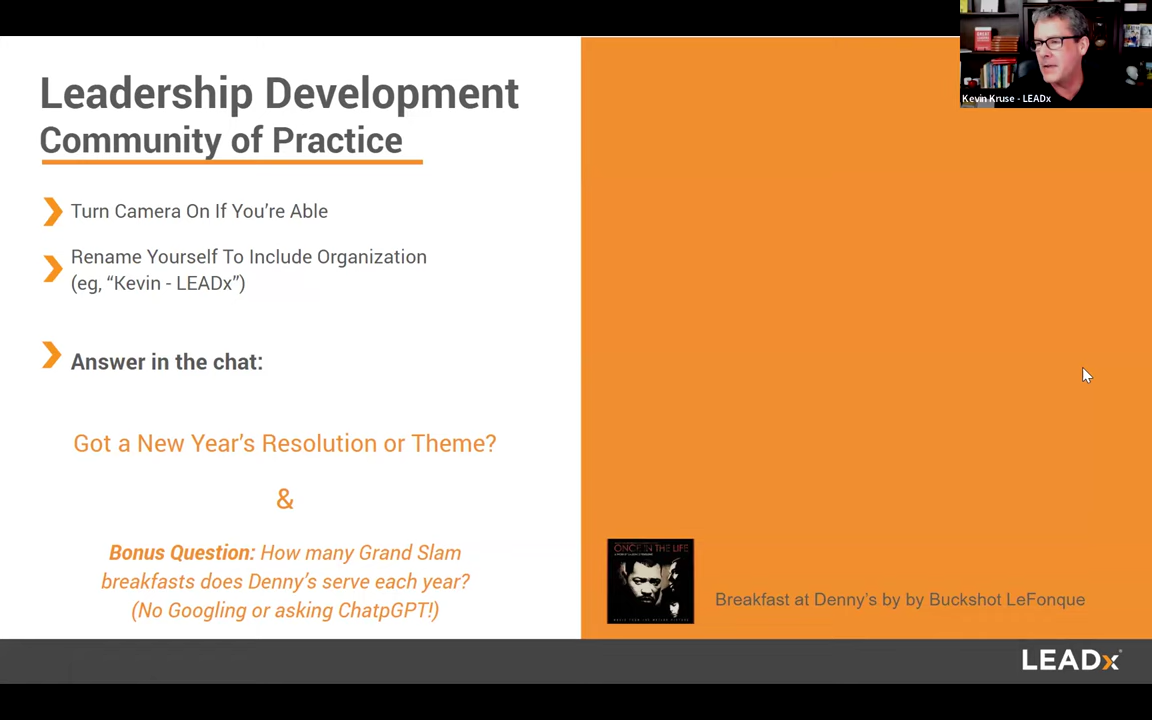 Leadership Development
Community of Practice
Turn Camera On If You’re Able
Rename Yourself To Include Organization
(eg, “Kevin - LEADx”)
Answer in the chat:
Got a New Year’s Resolution or Theme?
&
Bonus Question: How many Grand Slam
breakfasts does Denny’s serve each year?
(No Googling or asking ChatpGPT!)
Kevin Kruse - LEADx
ONCE IN THE LIFE
Breakfast at Denny’s by by Buckshot LeFonque
LEADx